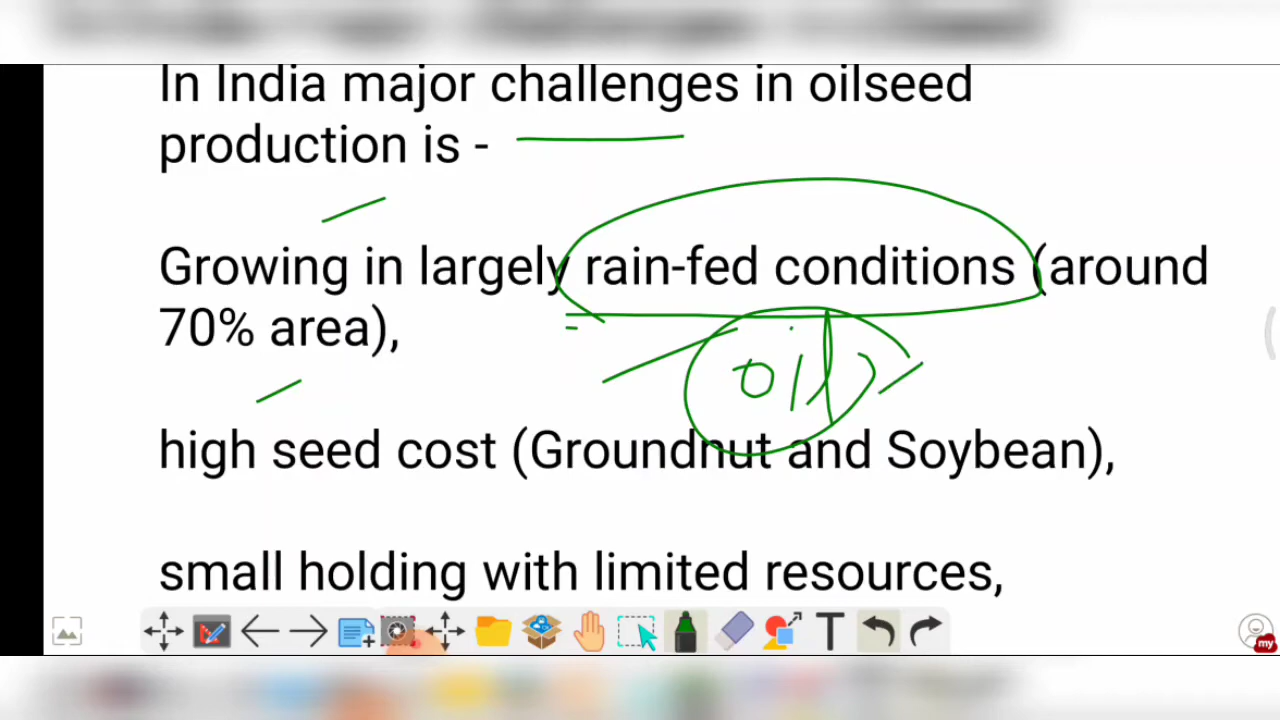 In India major challenges in oilseed
production is -
Growing in largely rain-fed conditions (around
70% area),
oil
high seed cost (Groundnut and Soybean),
small holding with limited resources,
T
my